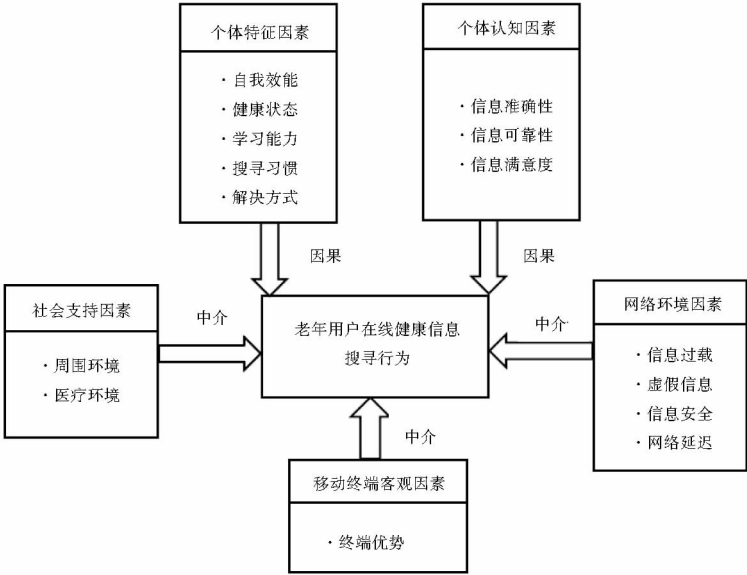 个体特征因素
·自我效能
·健康状态
·学习能力
·搜寻习惯
·解决方式
个体认知因素
·信息准确性
·信息可靠性
·信息满意度
因果
因果
社会支持因素
·周围环境
·医疗环境
中介
老年用户在线健康信息
搜寻行为
中介
网络环境因素
·信息过载
·虚假信息
·信息安全
·网络延迟
中介
移动终端客观因素
·终端优势